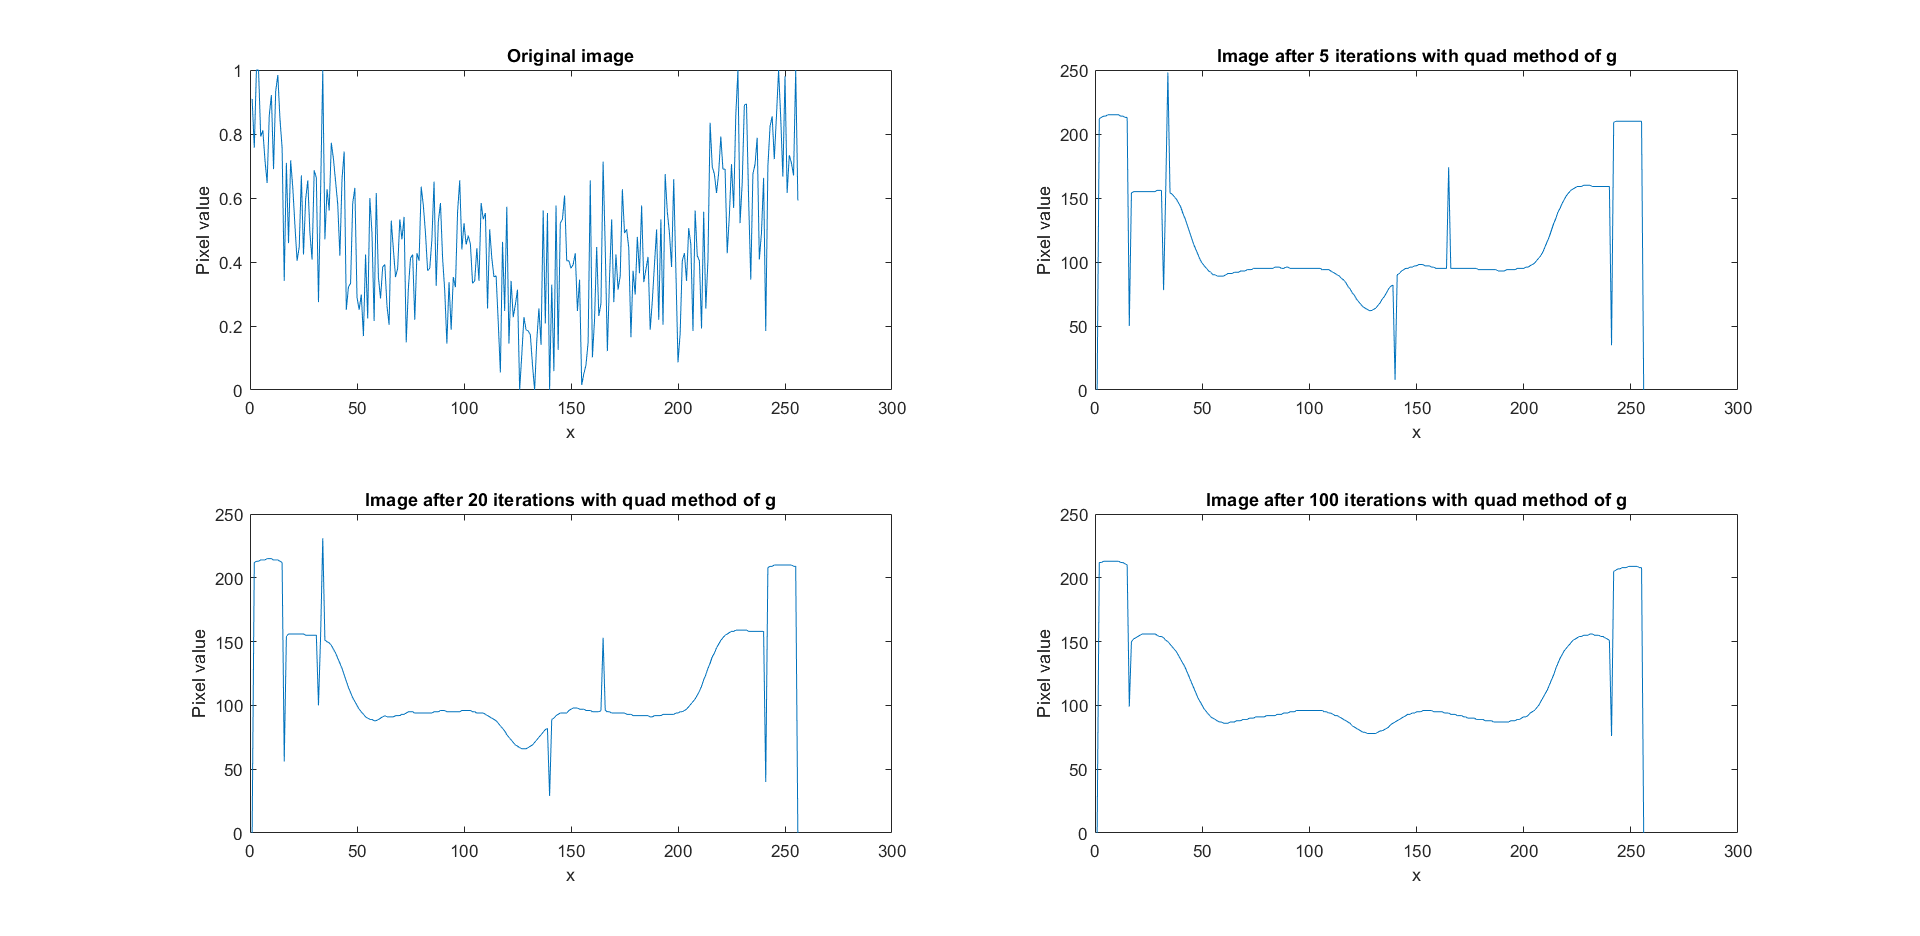 Original image
1
0.8
0.6
0.4
0.2
0
Pixel value
0 50 100 150 200 250 300
x
Image after 5 iterations with quad method of g
250
200
150
100
50
0
Pixel value
0 50 100 150 200 250 300
x
Image after 20 iterations with quad method of g
250
200
150
100
50
0
Pixel value
0 50 100 150 200 250 300
x
Image after 100 iterations with quad method of g
250
200
150
100
50
0
Pixel value
0 50 100 150 200 250 300
x